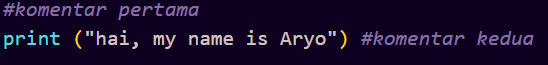 #komentar pertama
print ("hai, my name is Aryo") #komentar kedua